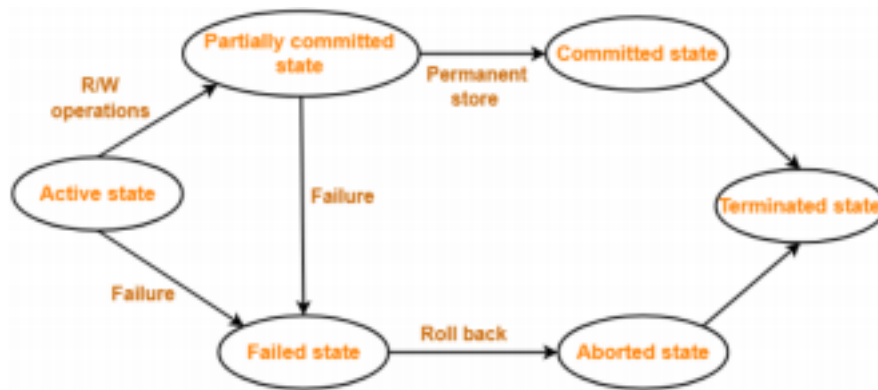 Partially committed
state
Committed state
R/W
operations
Permanent
store
Active state
Failure
Terminated state
Failure
Failed state
Roll back
Aborted state